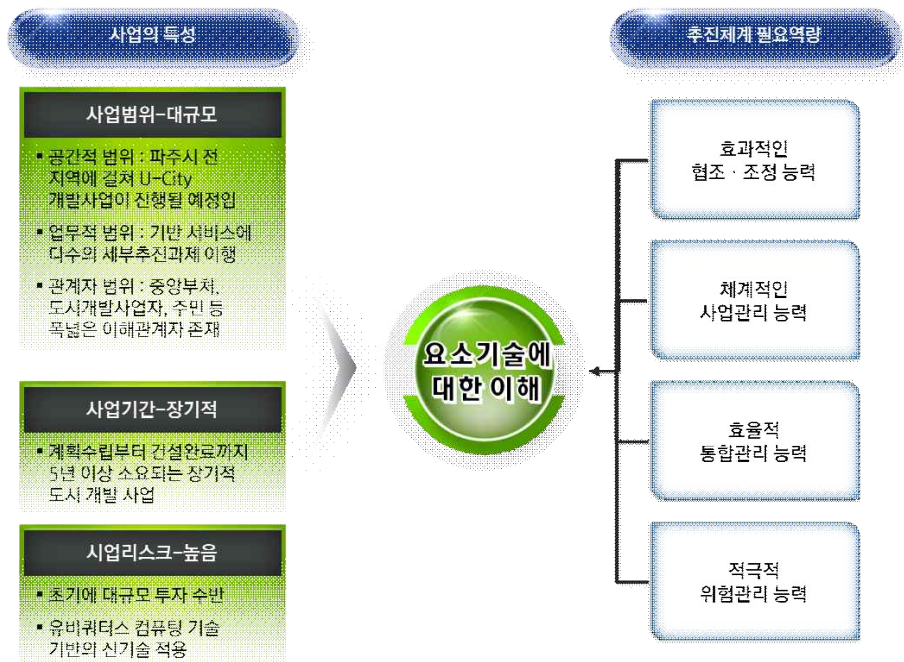 사업의 특성
사업범위-대규모
▪ 공간적 범위 : 파주시 전
지역에 걸쳐 U-City
개발사업이 진행될 예정임
▪ 업무적 범위 : 기반 서비스에
다수의 세부추진과제 이행
▪ 관계자 범위 : 중앙부처,
도시개발사업자, 주민 등
폭넓은 이해관계자 존재
사업기간-장기적
▪ 계획수립부터 건설완료까지
5년 이상 소요되는 장기적
도시 개발 사업
시업리스크-높음
▪ 초기에 대규모 투자 수반
▪ 유비쿼터스 컴퓨팅 기술
기반의 신기술 적용
요소기술에
대한 이해
추진체계 필요역량
효과적인
협조 · 조정 능력
체계적인
사업관리 능력
효율적
통합관리 능력
적극적
위험관리 능력